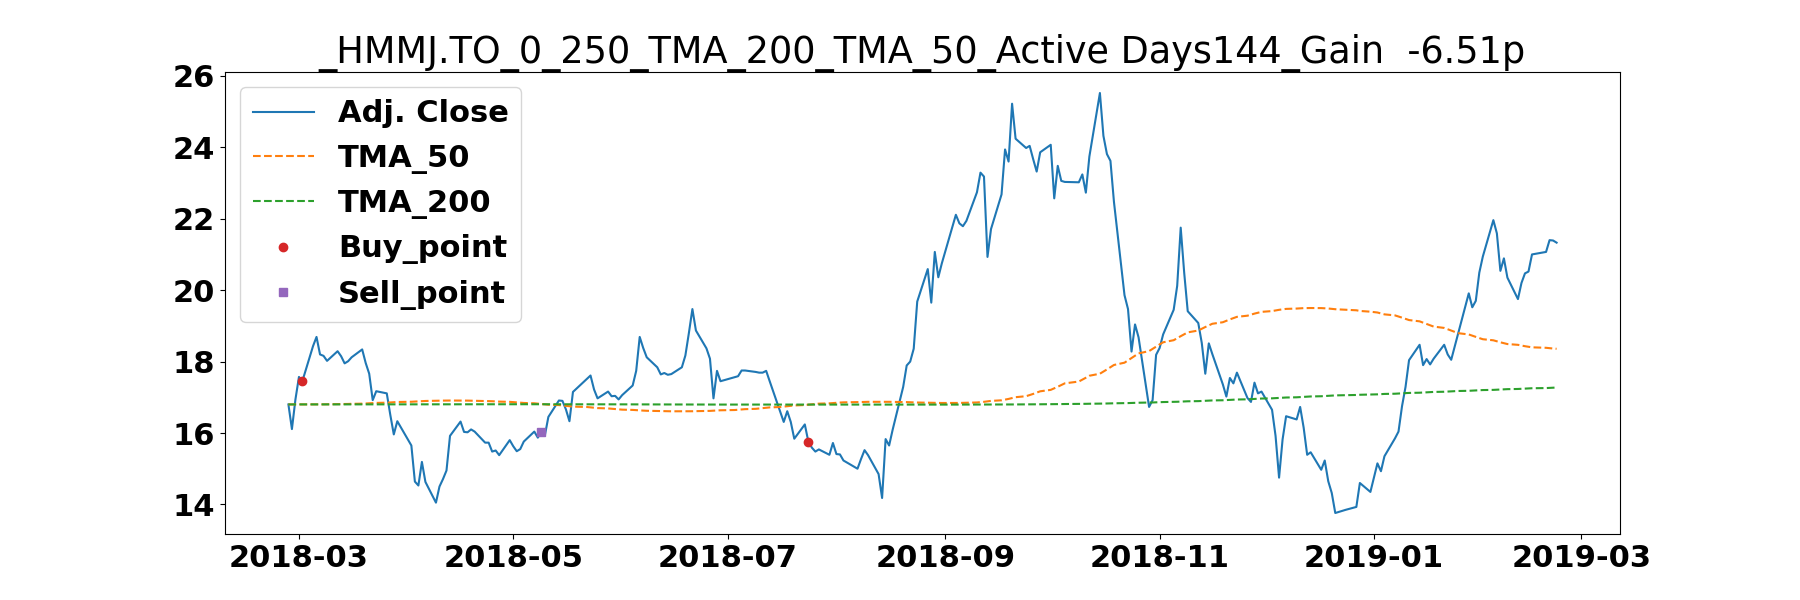 _HMMJ.TO_0_250_TMA_200_TMA_50_Active Days144_Gain  -6.51p
26
24
22
20
18
16
14
Adj. Close
TMA_50
TMA_200
Buy_point
Sell_point
2018-03
2018-05
2018-07
2018-09
2018-11
2019-01
2019-03